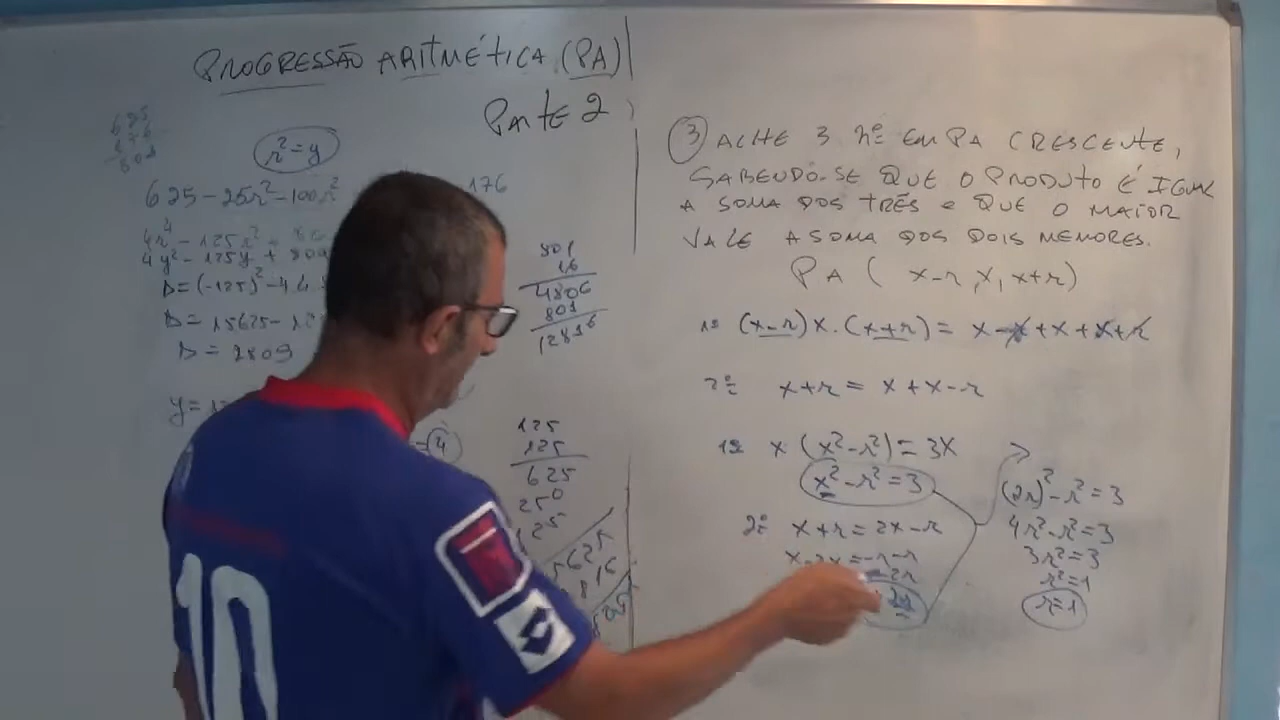 PROGRESSÃO ARITMÉTICA (PA)
PARTE 2
r² = y
625 - 25r² - 100r²
176
4r⁴ - 125r² +
4y² - 125y +
Δ = (-125)² - 4.4
Δ = 15625 -
Δ = 2809
y =
4
801
16
4806
801
12816
125
125
625
250
125
3 ACHE 3 nº EM PA CRESCENTE,
SABENDO-SE QUE O PRODUTO É IGUAL
A SOMA DOS TRÊS E QUE O MAIOR
VALE A SOMA DOS DOIS MENORES.
PA ( x-r, x, x+r)
1º (x-r) x . (x+r) = x - r + x + x + r
2º x+r = x+x-r
1º x (x² - r²) = 3x
x² - r² = 3
2º x+r = 2x-r
x-2x = -r-r
-2r
2r
(2r)² - r² = 3
4r² - r² = 3
3r² = 3
r² = 1
r = 1
10